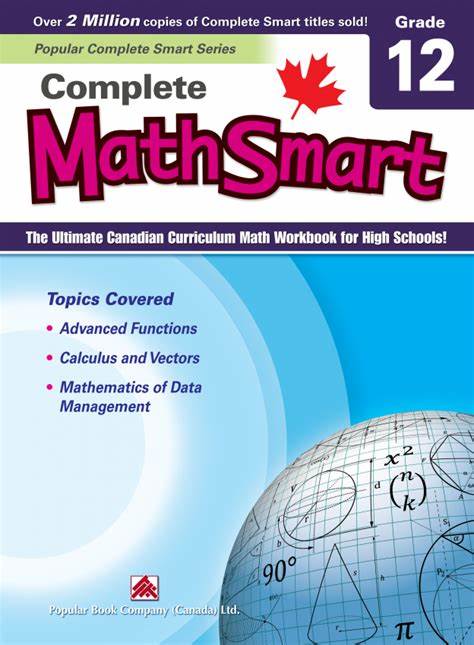 Over 2 Million copies of Complete Smart titles sold!
Grade
12
Popular Complete Smart Series
Complete
MathSmart
The Ultimate Canadian Curriculum Math Workbook for High Schools!
Topics Covered
• Advanced Functions
• Calculus and Vectors
• Mathematics of Data
Management
x²
(n
k)
90°
Popular Book Company (Canada) Ltd.